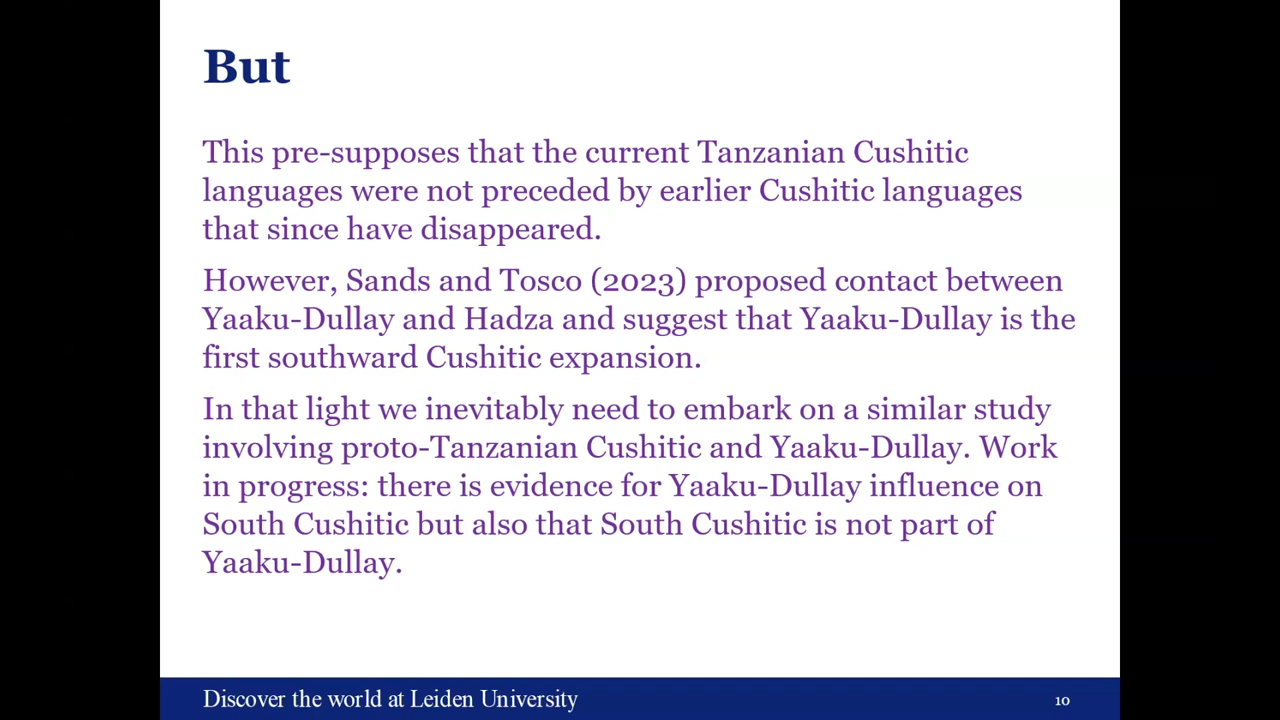 But
This pre-supposes that the current Tanzanian Cushitic
languages were not preceded by earlier Cushitic languages
that since have disappeared.
However, Sands and Tosco (2023) proposed contact between
Yaaku-Dullay and Hadza and suggest that Yaaku-Dullay is the
first southward Cushitic expansion.
In that light we inevitably need to embark on a similar study
involving proto-Tanzanian Cushitic and Yaaku-Dullay. Work
in progress: there is evidence for Yaaku-Dullay influence on
South Cushitic but also that South Cushitic is not part of
Yaaku-Dullay.
Discover the world at Leiden University
10